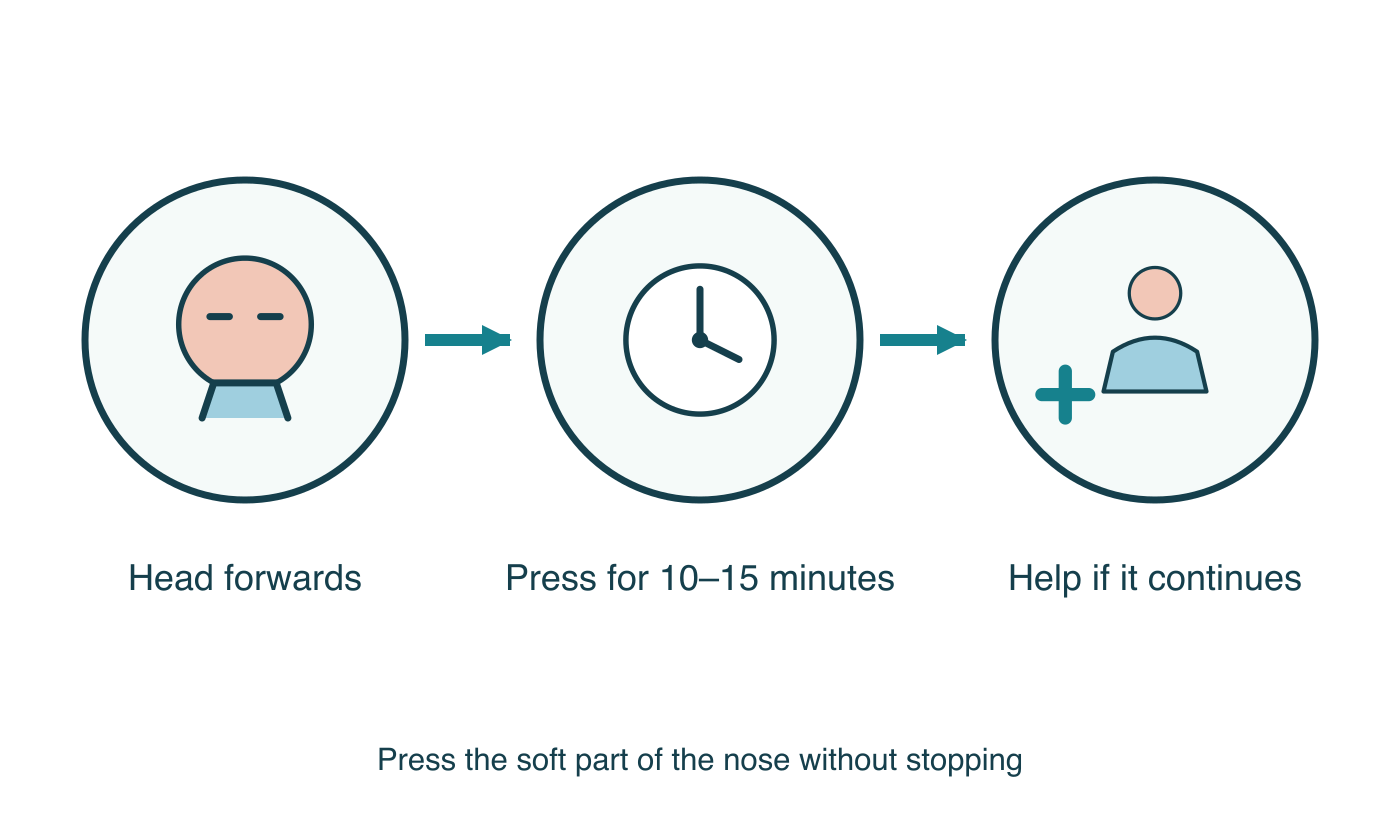 Head forwards
Press for 10–15 minutes
Help if it continues
Press the soft part of the nose without stopping